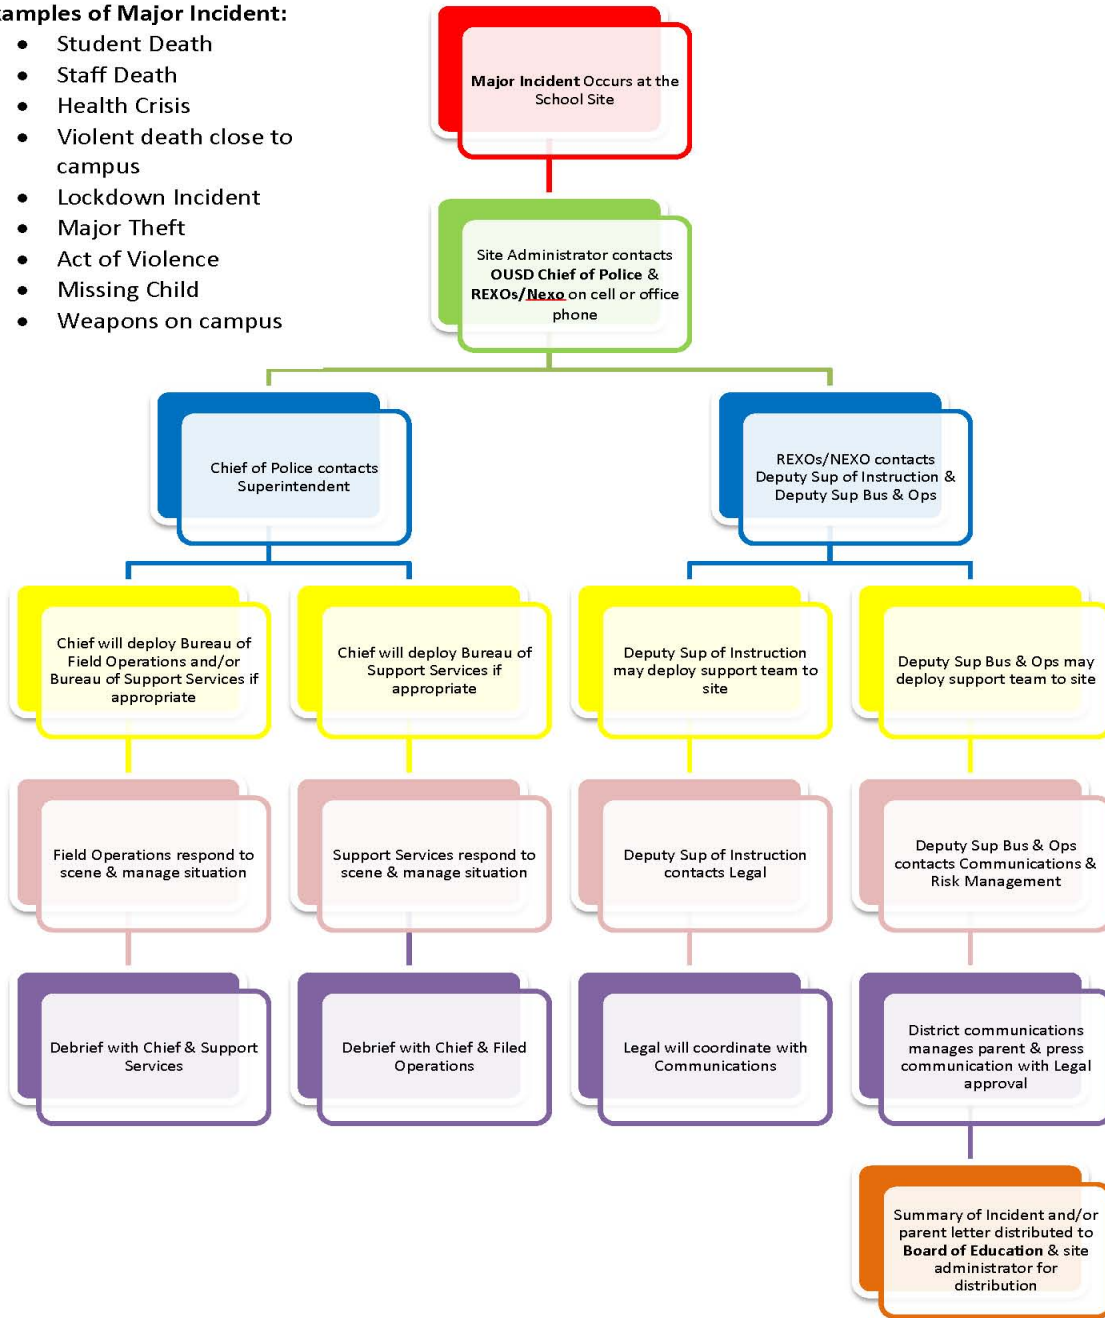 xamples of Major Incident:
• Student Death
• Staff Death
• Health Crisis
• Violent death close to
campus
• Lockdown Incident
• Major Theft
• Act of Violence
• Missing Child
• Weapons on campus
Major Incident Occurs at the
School Site
Site Administrator contacts
OUSD Chief of Police &
REXOs/Nexo on cell or office
phone
Chief of Police contacts
Superintendent
REXOs/NEXO contacts
Deputy Sup of Instruction &
Deputy Sup Bus & Ops
Chief will deploy Bureau of
Field Operations and/or
Bureau of Support Services if
appropriate
Chief will deploy Bureau of
Support Services if
appropriate
Deputy Sup of Instruction
may deploy support team to
site
Deputy Sup Bus & Ops may
deploy support team to site
Field Operations respond to
scene & manage situation
Support Services respond to
scene & manage situation
Deputy Sup of Instruction
contacts Legal
Deputy Sup Bus & Ops
contacts Communications &
Risk Management
Debrief with Chief & Support
Services
Debrief with Chief & Filed
Operations
Legal will coordinate with
Communications
District communications
manages parent & press
communication with Legal
approval
Summary of Incident and/or
parent letter distributed to
Board of Education & site
administrator for
distribution